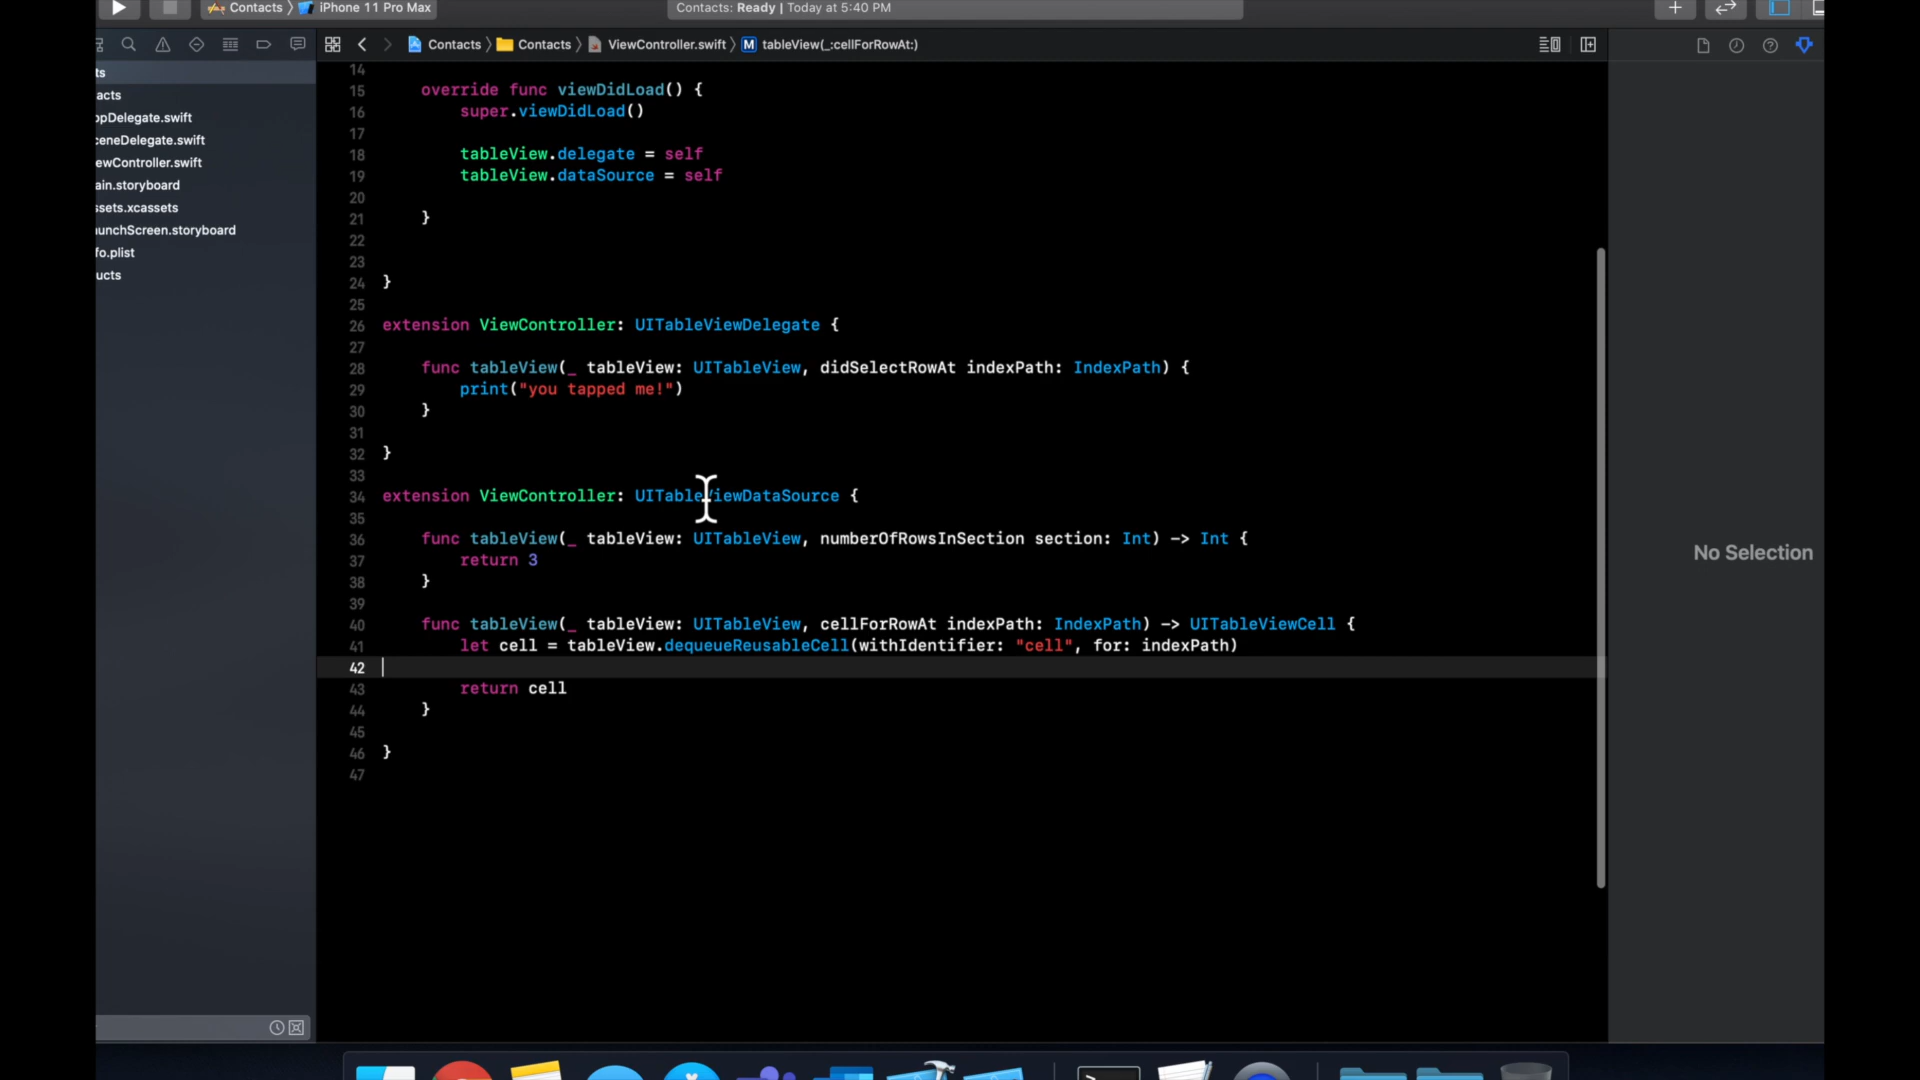 Contacts 〉 iPhone 11 Pro Max
Contacts: Ready | Today at 5:40 PM
Contacts 〉 Contacts 〉 ViewController.swift 〉 M tableView(_:cellForRowAt:)
ts
acts
ppDelegate.swift
ceneDelegate.swift
ewController.swift
ain.storyboard
ssets.xcassets
unchScreen.storyboard
fo.plist
ucts
14
15 override func viewDidLoad() {
16 super.viewDidLoad()
17
18 tableView.delegate = self
19 tableView.dataSource = self
20
21 }
22
23
24 }
25
26 extension ViewController: UITableViewDelegate {
27
28 func tableView(_ tableView: UITableView, didSelectRowAt indexPath: IndexPath) {
29 print("you tapped me!")
30 }
31
32 }
33
34 extension ViewController: UITableViewDataSource {
35
36 func tableView(_ tableView: UITableView, numberOfRowsInSection section: Int) -> Int {
37 return 3
38 }
39
40 func tableView(_ tableView: UITableView, cellForRowAt indexPath: IndexPath) -> UITableViewCell {
41 let cell = tableView.dequeueReusableCell(withIdentifier: "cell", for: indexPath)
42
43 return cell
44 }
45
46 }
47
No Selection